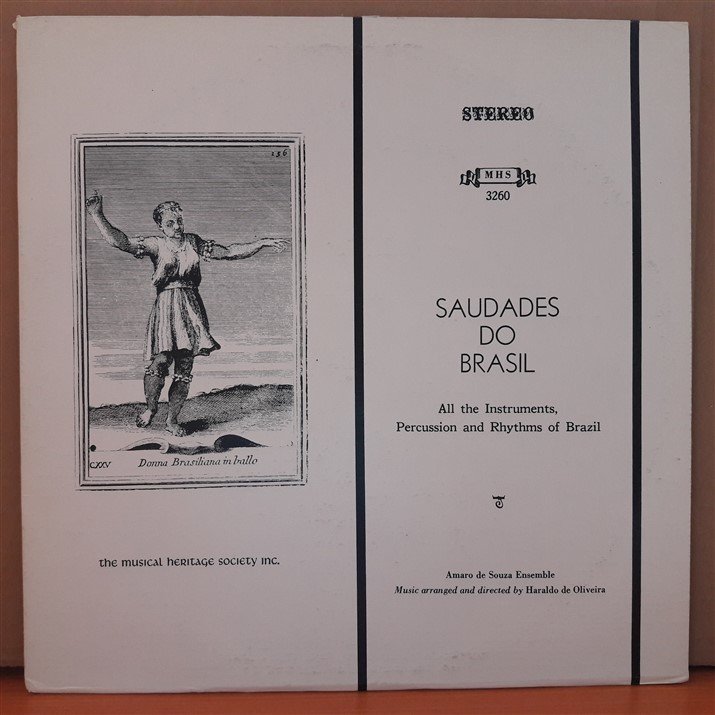 156
CXXV Donna Brasiliana in ballo
the musical heritage society inc.
STEREO
MHS
3260
SAUDADES
DO
BRASIL
All the Instruments,
Percussion and Rhythms of Brazil
Amaro de Souza Ensemble
Music arranged and directed by Haraldo de Oliveira